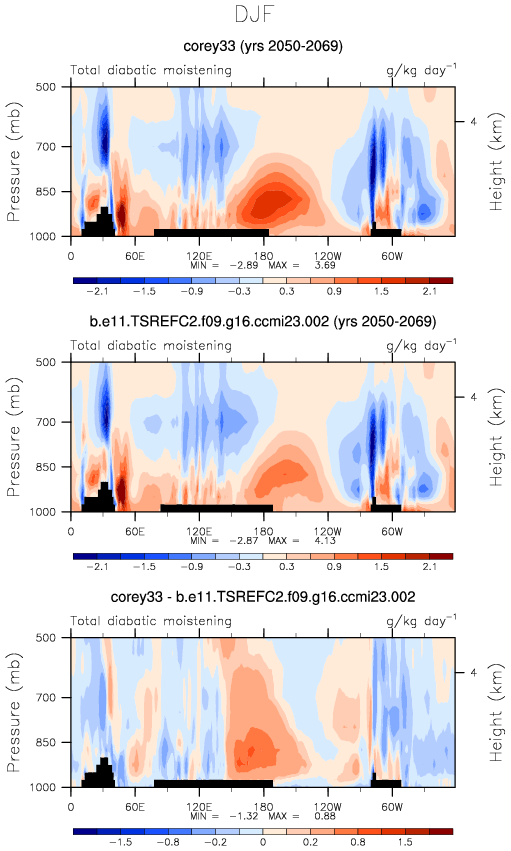 DJF
corey33 (yrs 2050-2069)
Total diabatic moistening g/kg day⁻¹
Pressure (mb)
500
700
850
1000
Height (km)
4
0 60E 120E 180 120W 60W
MIN = -2.89 MAX = 3.69
-2.1 -1.5 -0.9 -0.3 0.3 0.9 1.5 2.1
b.e11.TSREFC2.f09.g16.ccmi23.002 (yrs 2050-2069)
Total diabatic moistening g/kg day⁻¹
Pressure (mb)
500
700
850
1000
Height (km)
4
0 60E 120E 180 120W 60W
MIN = -2.87 MAX = 4.13
-2.1 -1.5 -0.9 -0.3 0.3 0.9 1.5 2.1
corey33 - b.e11.TSREFC2.f09.g16.ccmi23.002
Total diabatic moistening g/kg day⁻¹
Pressure (mb)
500
700
850
1000
Height (km)
4
0 60E 120E 180 120W 60W
MIN = -1.32 MAX = 0.88
-1.5 -0.8 -0.2 0 0.2 0.8 1.5